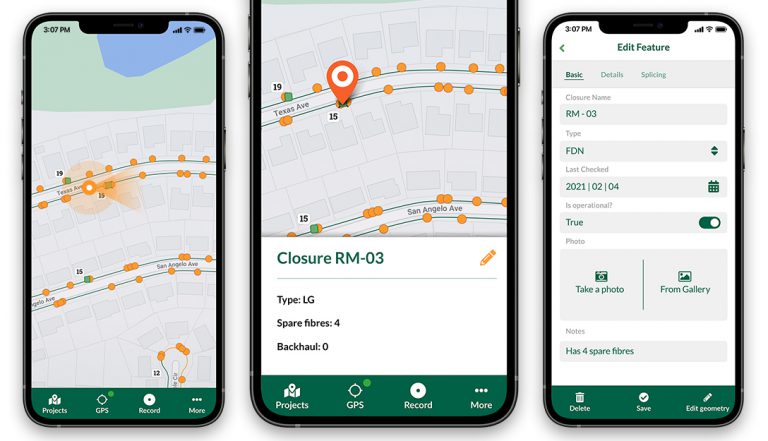 3:07 PM
19
Texas Ave
15
15
San Angelo Ave
gelo Ave
12
Projects
GPS
Record
More
19
Texas Ave
15
San Angelo Ave
15
Closure RM-03
Type: LG
Spare fibres: 4
Backhaul: 0
Projects
GPS
Record
More
3:07 PM
Edit Feature
Basic
Details
Splicing
Closure Name
RM - 03
Type
FDN
Last Checked
2021 | 02 | 04
Is operational?
True
Photo
Take a photo
From Gallery
Notes
Has 4 spare fibres
Delete
Save
Edit geometry